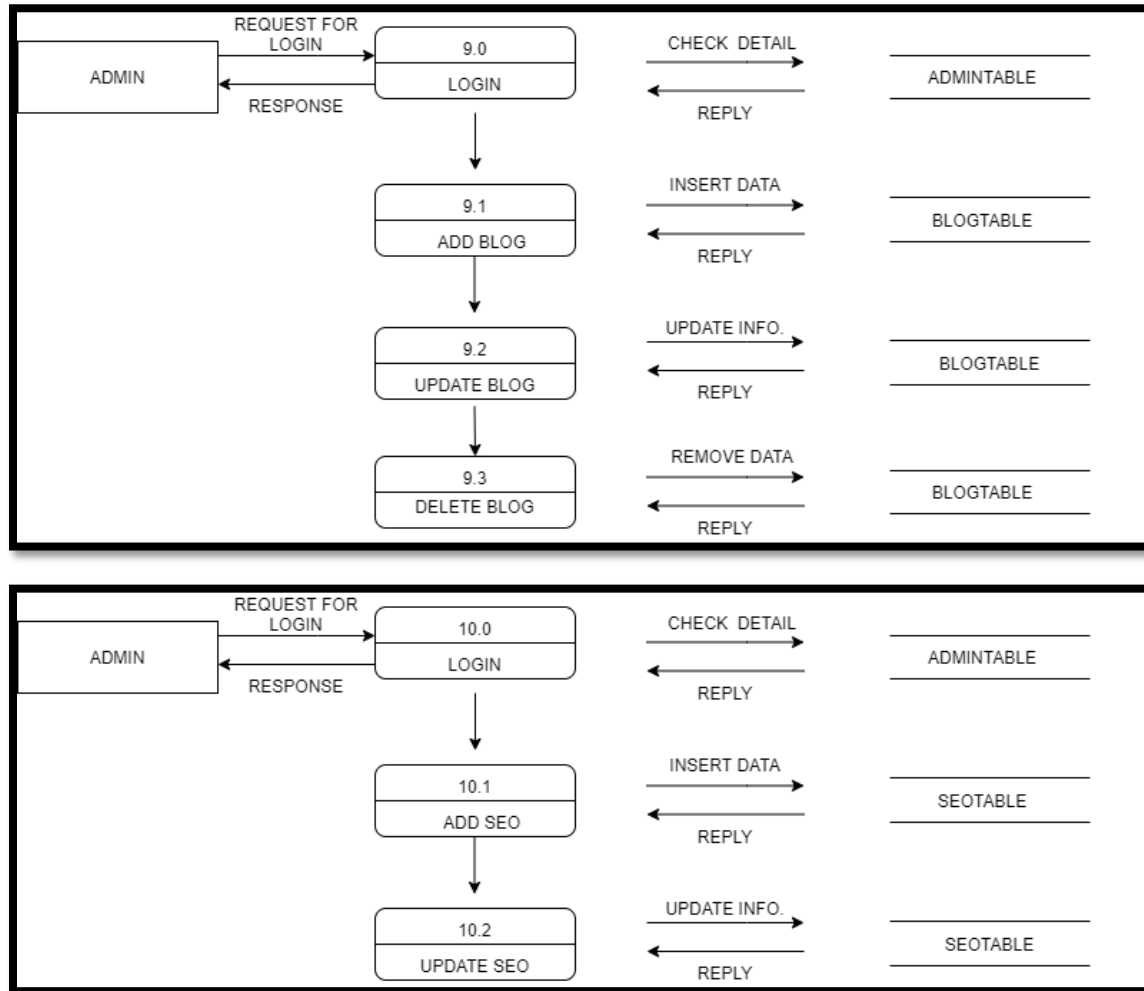 REQUEST FOR
LOGIN
ADMIN
RESPONSE
9.0
LOGIN
CHECK DETAIL
REPLY
ADMINTABLE
9.1
ADD BLOG
INSERT DATA
REPLY
BLOGTABLE
9.2
UPDATE BLOG
UPDATE INFO.
REPLY
BLOGTABLE
9.3
DELETE BLOG
REMOVE DATA
REPLY
BLOGTABLE
REQUEST FOR
LOGIN
ADMIN
RESPONSE
10.0
LOGIN
CHECK DETAIL
REPLY
ADMINTABLE
10.1
ADD SEO
INSERT DATA
REPLY
SEOTABLE
10.2
UPDATE SEO
UPDATE INFO.
REPLY
SEOTABLE